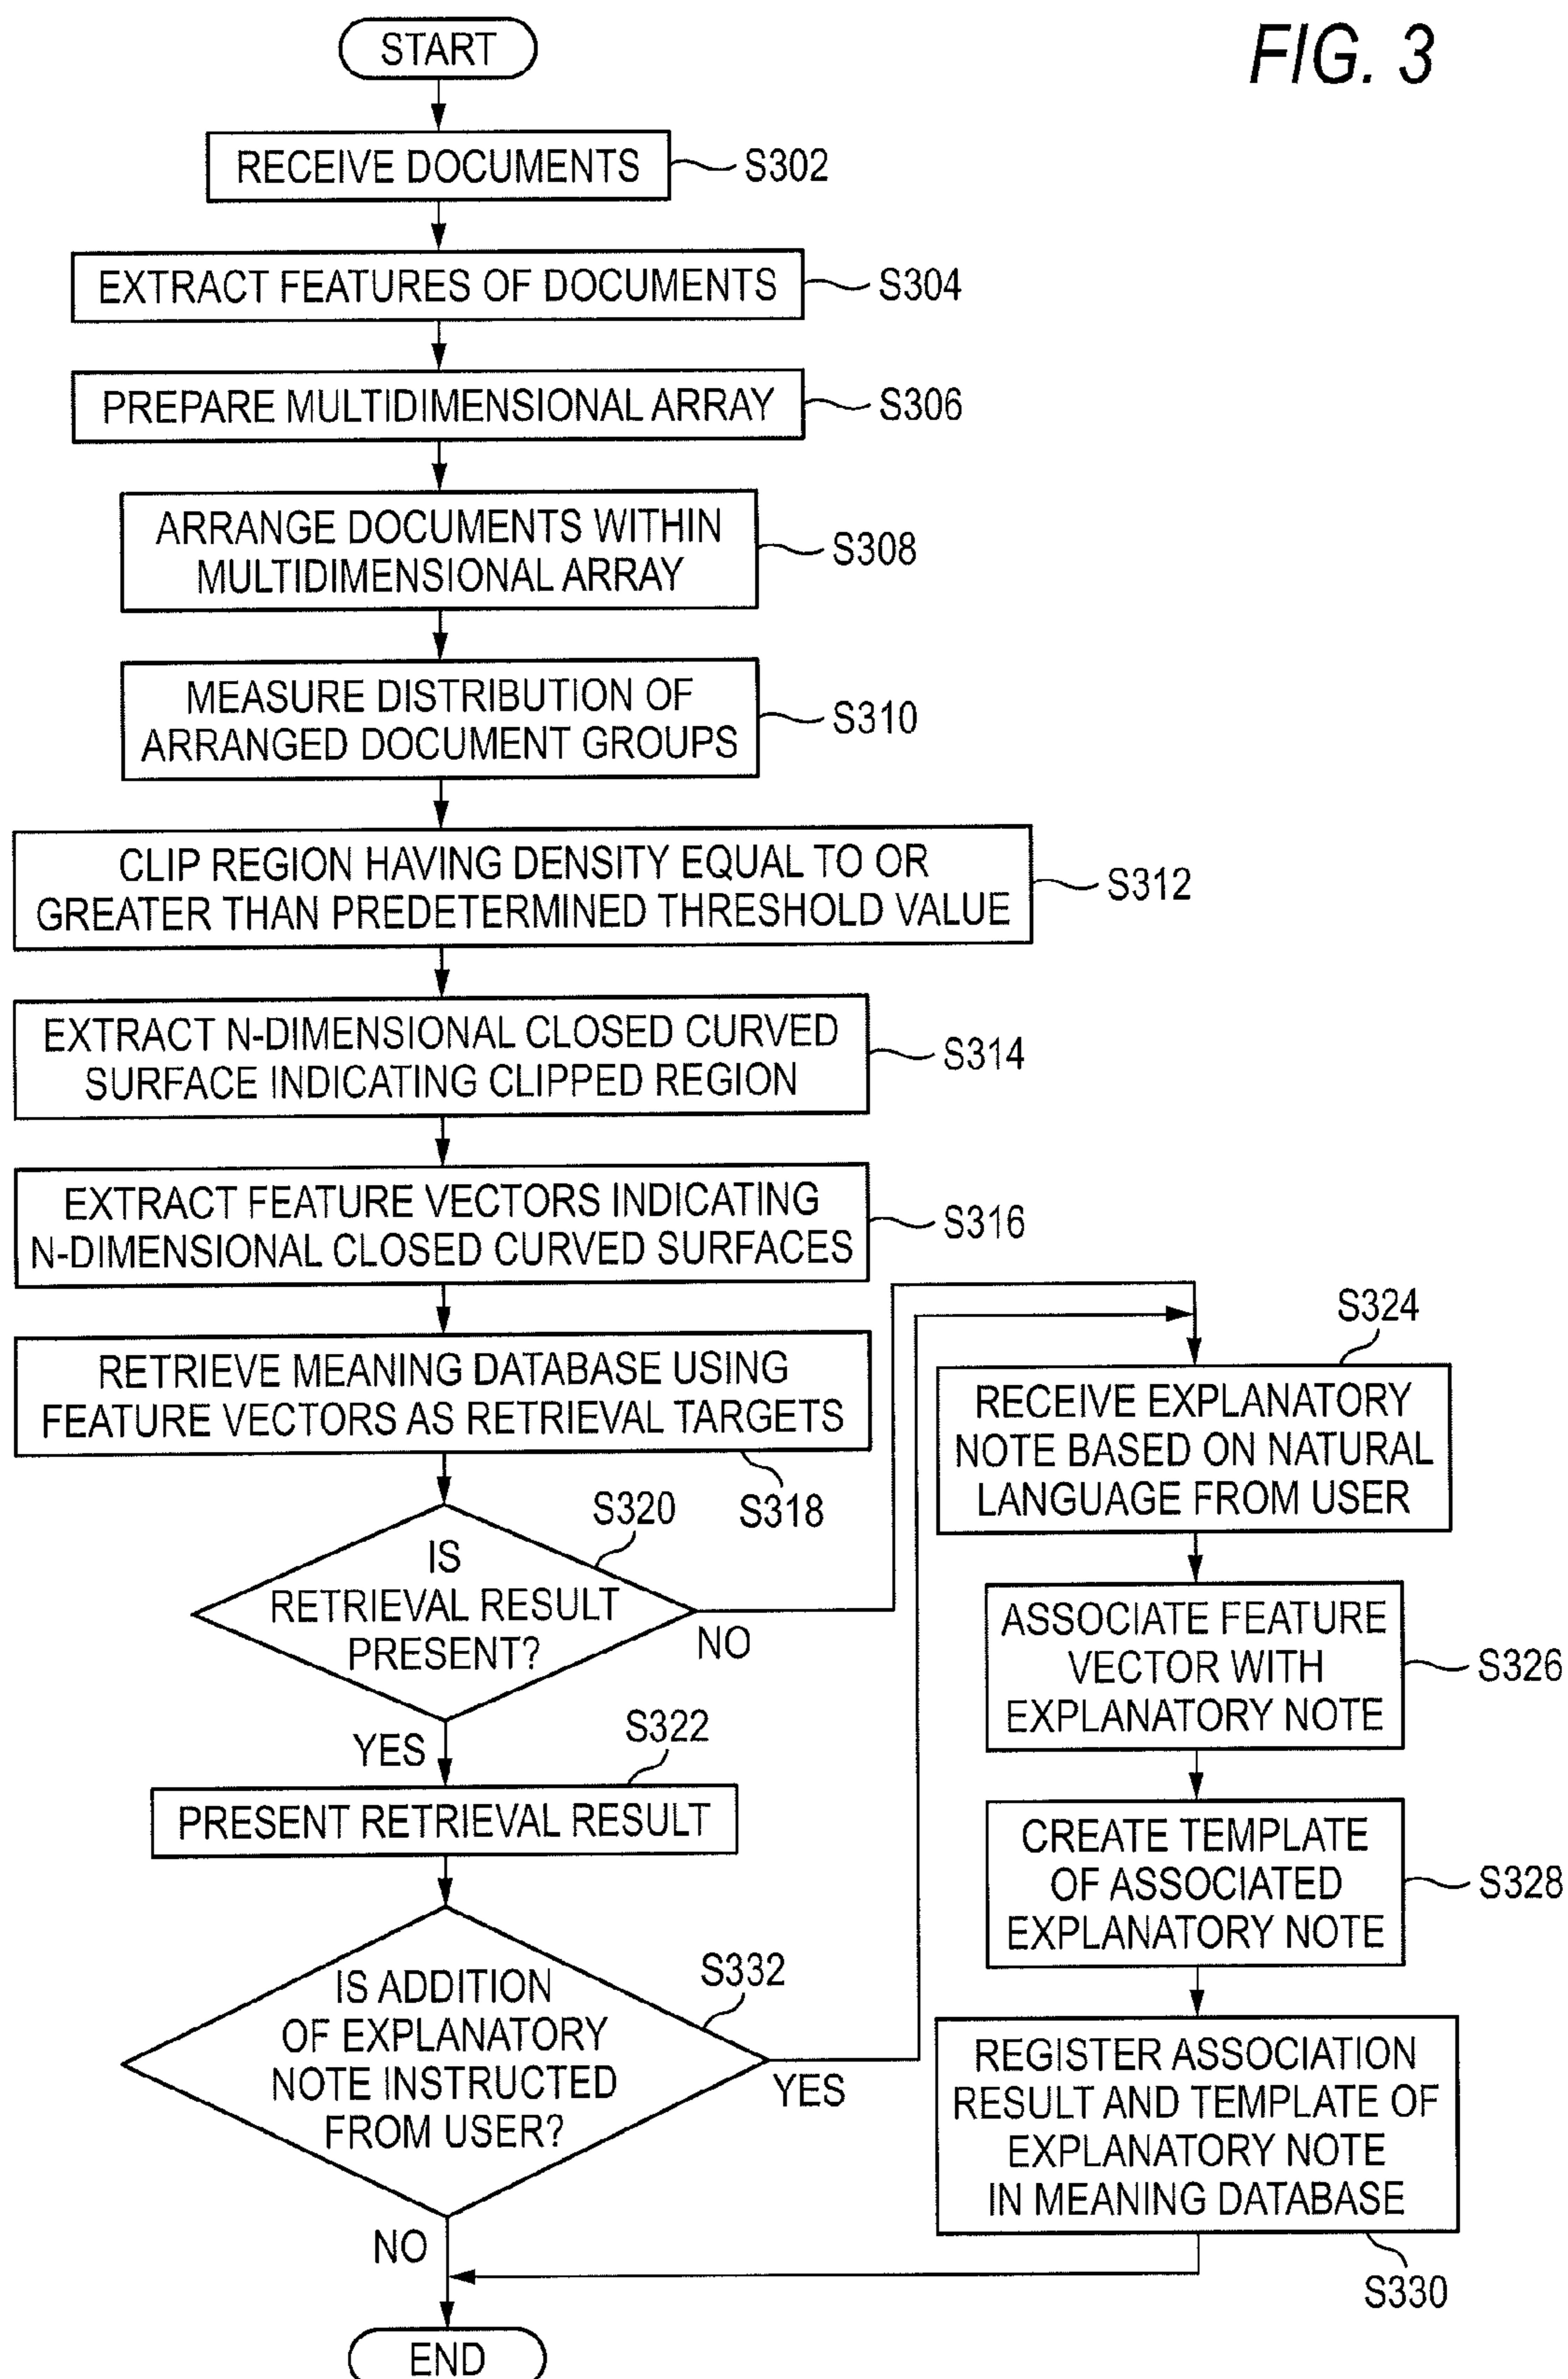 FIG. 3
START
RECEIVE DOCUMENTS
S302
EXTRACT FEATURES OF DOCUMENTS
S304
PREPARE MULTIDIMENSIONAL ARRAY
S306
ARRANGE DOCUMENTS WITHIN
MULTIDIMENSIONAL ARRAY
S308
MEASURE DISTRIBUTION OF
ARRANGED DOCUMENT GROUPS
S310
CLIP REGION HAVING DENSITY EQUAL TO OR
GREATER THAN PREDETERMINED THRESHOLD VALUE
S312
EXTRACT N-DIMENSIONAL CLOSED CURVED
SURFACE INDICATING CLIPPED REGION
S314
EXTRACT FEATURE VECTORS INDICATING
N-DIMENSIONAL CLOSED CURVED SURFACES
S316
RETRIEVE MEANING DATABASE USING
FEATURE VECTORS AS RETRIEVAL TARGETS
S318
S320
IS
RETRIEVAL RESULT
PRESENT?
NO
YES
S322
PRESENT RETRIEVAL RESULT
S332
IS ADDITION
OF EXPLANATORY
NOTE INSTRUCTED
FROM USER?
YES
NO
S324
RECEIVE EXPLANATORY
NOTE BASED ON NATURAL
LANGUAGE FROM USER
ASSOCIATE FEATURE
VECTOR WITH
EXPLANATORY NOTE
S326
CREATE TEMPLATE
OF ASSOCIATED
EXPLANATORY NOTE
S328
REGISTER ASSOCIATION
RESULT AND TEMPLATE OF
EXPLANATORY NOTE
IN MEANING DATABASE
S330
END